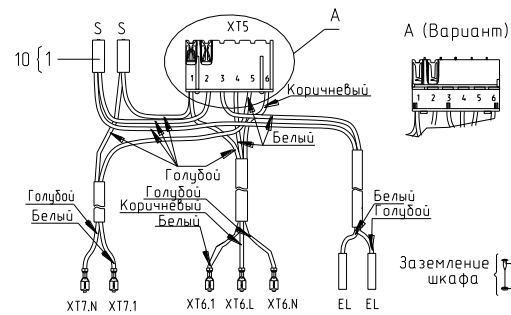 S S
XT5
A
А (Вариант)
10 { 1
1 2 3 4 5 6
1 2 3 4 5 6
Коричневый
Белый
Голубой
Голубой
Белый
Голубой
Коричневый
Белый
Белый
Голубой
Заземление
шкафа
XT7.N XT7.1 XT6.1 XT6.L XT6.N EL EL